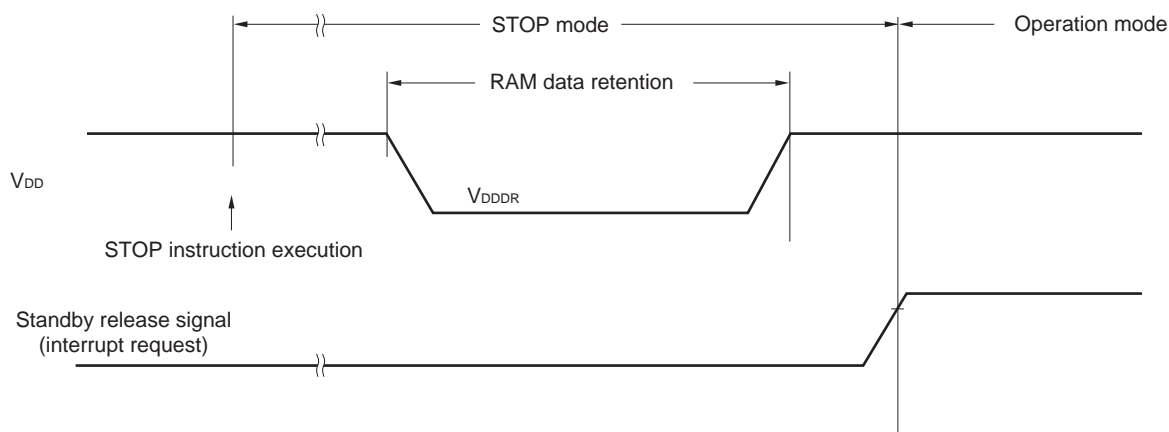 STOP mode
Operation mode
RAM data retention
VDD
VDDDR
STOP instruction execution
Standby release signal
(interrupt request)